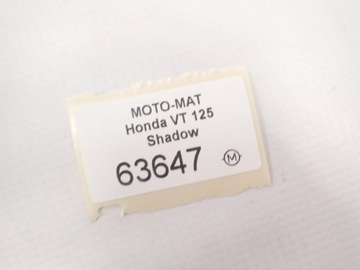 MOTO-MAT
Honda VT 125
Shadow
63647 M